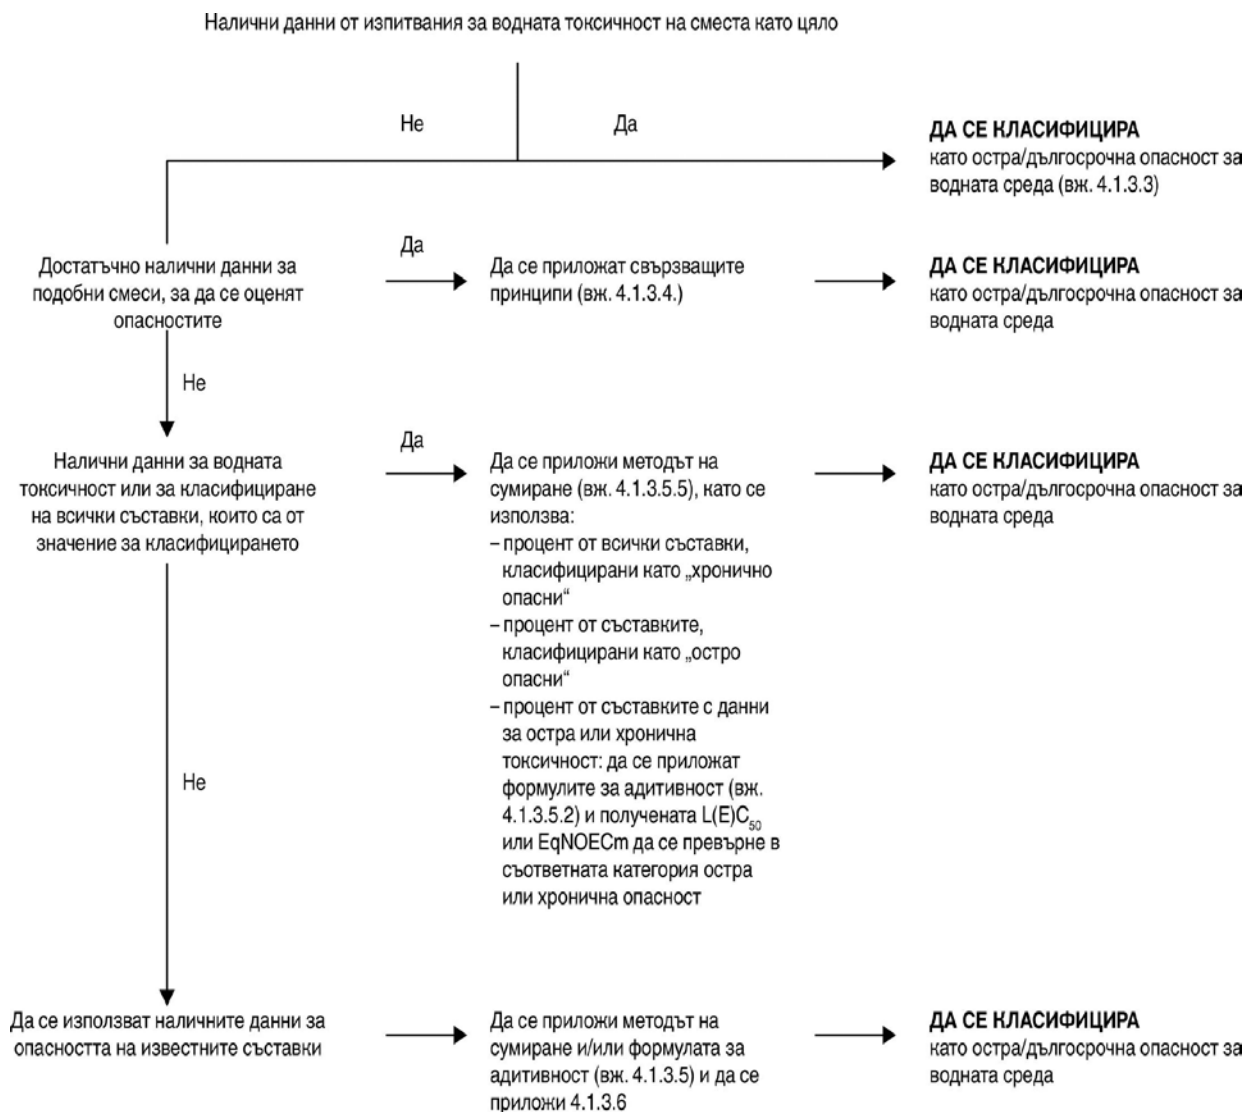 Налични данни от изпитвания за водната токсичност на сместа като цяло
Не
Да
ДА СЕ КЛАСИФИЦИРА
като остра/дългосрочна опасност за
водната среда (вж. 4.1.3.3)
Достатъчно налични данни за
подобни смеси, за да се оценят
опасностите
Да
Да се приложат свързващите
принципи (вж. 4.1.3.4.)
ДА СЕ КЛАСИФИЦИРА
като остра/дългосрочна опасност за
водната среда
Не
Налични данни за водната
токсичност или за класифициране
на всички съставки, които са от
значение за класифицирането
Да
Да се приложи методът на
сумиране (вж. 4.1.3.5.5), като се
използва:
– процент от всички съставки,
класифицирани като „хронично
опасни“
– процент от съставките,
класифицирани като „остро
опасни“
– процент от съставките с данни
за остра или хронична
токсичност: да се приложат
формулите за адитивност (вж.
4.1.3.5.2) и получената L(E)C50
или EqNOECm да се превърне в
съответната категория остра
или хронична опасност
ДА СЕ КЛАСИФИЦИРА
като остра/дългосрочна опасност за
водната среда
Не
Да се използват наличните данни за
опасността на известните съставки
Да се приложи методът на
сумиране и/или формулата за
адитивност (вж. 4.1.3.5) и да се
приложи 4.1.3.6
ДА СЕ КЛАСИФИЦИРА
като остра/дългосрочна опасност за
водната среда